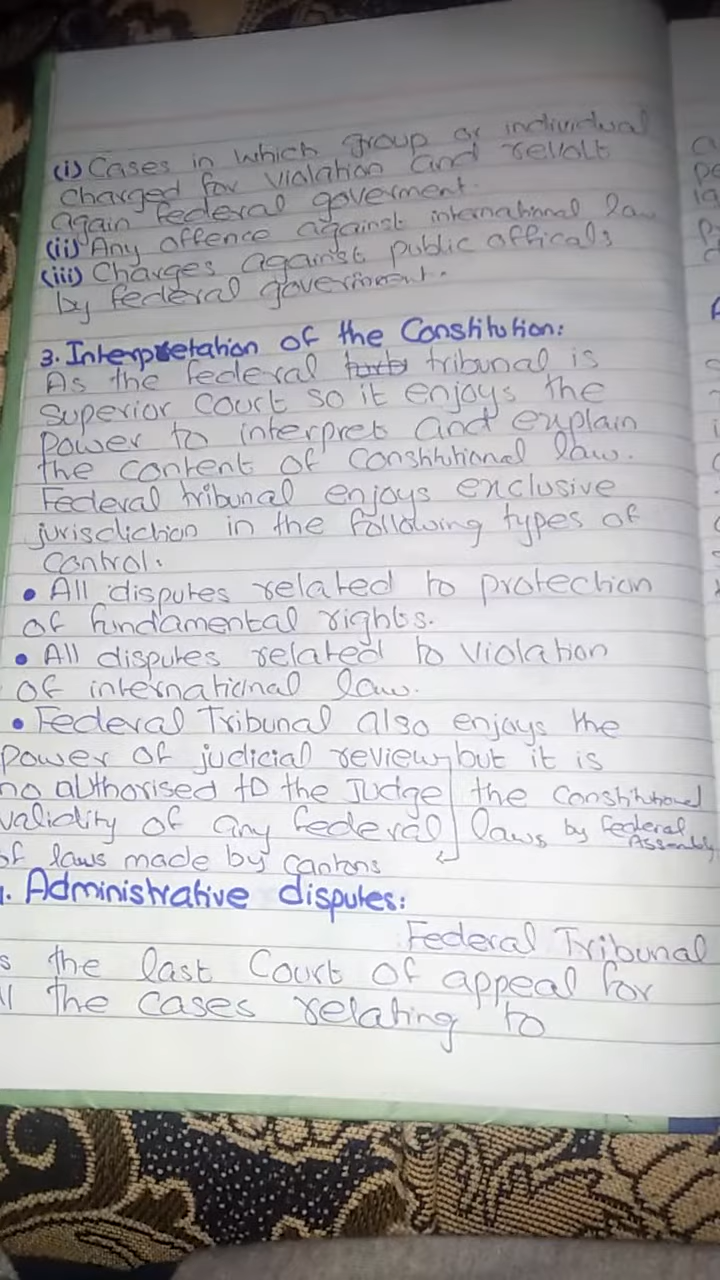 (i) Cases in which group or individual
charged for violation and revolt
again federal goverment.
(ii) Any offence against international law
(iii) Charges against public officals
by federal goverment.
3. Interpretation of the Constitution:
As the federal tribunal is
superior court so it enjoys the
power to interpret and explain
the content of Constitutional law.
Federal tribunal enjoys exclusive
jurisdiction in the following types of
control.
• All disputes related to protection
of fundamental rights.
• All disputes related to violation
of international law.
• Federal Tribunal also enjoys the
power of judicial review, but it is
no authorised to the Judge the Constitutional
validity of any federal laws by federal
Assembly
of laws made by cantons
. Administrative disputes:
Federal Tribunal
s the last Court of appeal for
ll the cases relating to